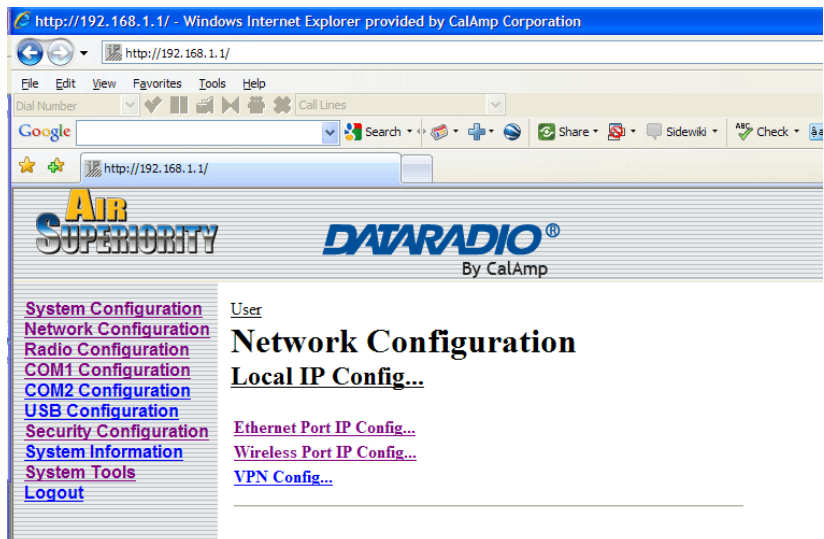 http://192.168.1.1/ - Windows Internet Explorer provided by CalAmp Corporation
http://192.168.1.1/
File Edit View Favorites Tools Help
Dial Number Call Lines
Google Search Share Sidewiki ABC Check
http://192.168.1.1/
AIR
SUPERIORITY
DATARADIO®
By CalAmp
System Configuration
Network Configuration
Radio Configuration
COM1 Configuration
COM2 Configuration
USB Configuration
Security Configuration
System Information
System Tools
Logout
User
Network Configuration
Local IP Config...
Ethernet Port IP Config...
Wireless Port IP Config...
VPN Config...